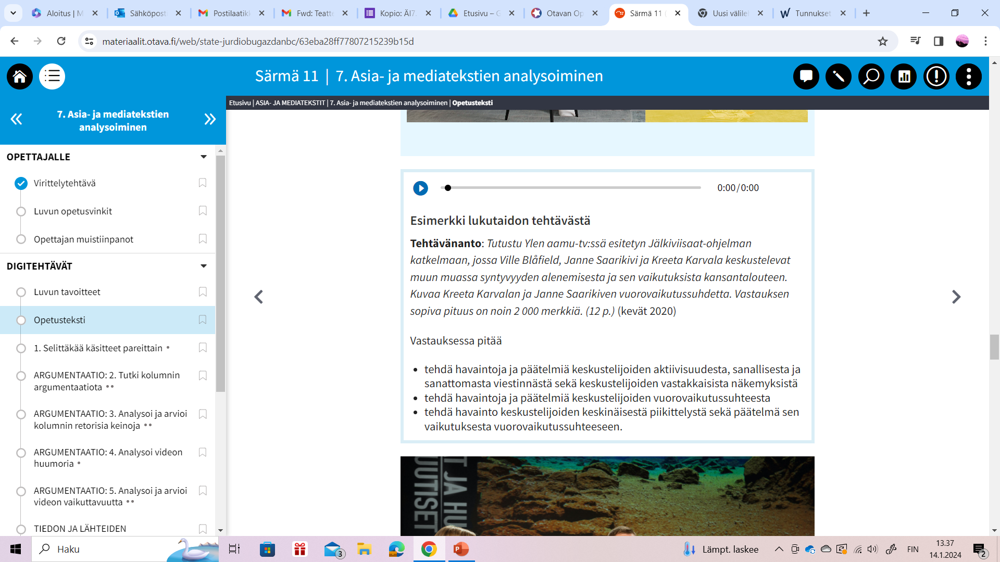 Aloitus | M
Sähköpost
Postilaatikk
Fwd: Teatte
Kopio: ÄI7.
Etusivu – G
Otavan Op
Särmä 11 (
Uusi välileh
Tunnukset
materiaalit.otava.fi/web/state-jurdiobugazdanbc/63eba28ff77807215239b15d
Särmä 11 | 7. Asia- ja mediatekstien analysoiminen
Etusivu | ASIA- JA MEDIATEKSTIT | 7. Asia- ja mediatekstien analysoiminen | Opetusteksti
7. Asia- ja mediatekstien
analysoiminen
OPETTAJALLE
Virittelytehtävä
Luvun opetusvinkit
Opettajan muistiinpanot
DIGITEHTÄVÄT
Luvun tavoitteet
Opetusteksti
1. Selittäkää käsitteet pareittain •
ARGUMENTAATIO: 2. Tutki kolumnin
argumentaatiota ••
ARGUMENTAATIO: 3. Analysoi ja arvioi
kolumnin retorisia keinoja ••
ARGUMENTAATIO: 4. Analysoi videon
huumoria •
ARGUMENTAATIO: 5. Analysoi ja arvioi
videon vaikuttavuutta ••
TIEDON JA LÄHTEIDEN
0:00/0:00
Esimerkki lukutaidon tehtävästä
Tehtävänanto: Tutustu Ylen aamu-tv:ssä esitetyn Jälkiviisaat-ohjelman
katkelmaan, jossa Ville Blåfield, Janne Saarikivi ja Kreeta Karvala keskustelevat
muun muassa syntyvyyden alenemisesta ja sen vaikutuksista kansantalouteen.
Kuvaa Kreeta Karvalan ja Janne Saarikiven vuorovaikutussuhdetta. Vastauksen
sopiva pituus on noin 2 000 merkkiä. (12 p.) (kevät 2020)
Vastauksessa pitää
• tehdä havaintoja ja päätelmiä keskustelijoiden aktiivisuudesta, sanallisesta ja
sanattomasta viestinnästä sekä keskustelijoiden vastakkaisista näkemyksistä
• tehdä havaintoja ja päätelmiä keskustelijoiden vuorovaikutussuhteesta
• tehdä havainto keskustelijoiden keskinäisestä piikittelystä sekä päätelmä sen
vaikutuksesta vuorovaikutussuhteeseen.
T JA HU
UUTISET
Haku
3
Lämpt. laskee
FIN
13.37
14.1.2024
2